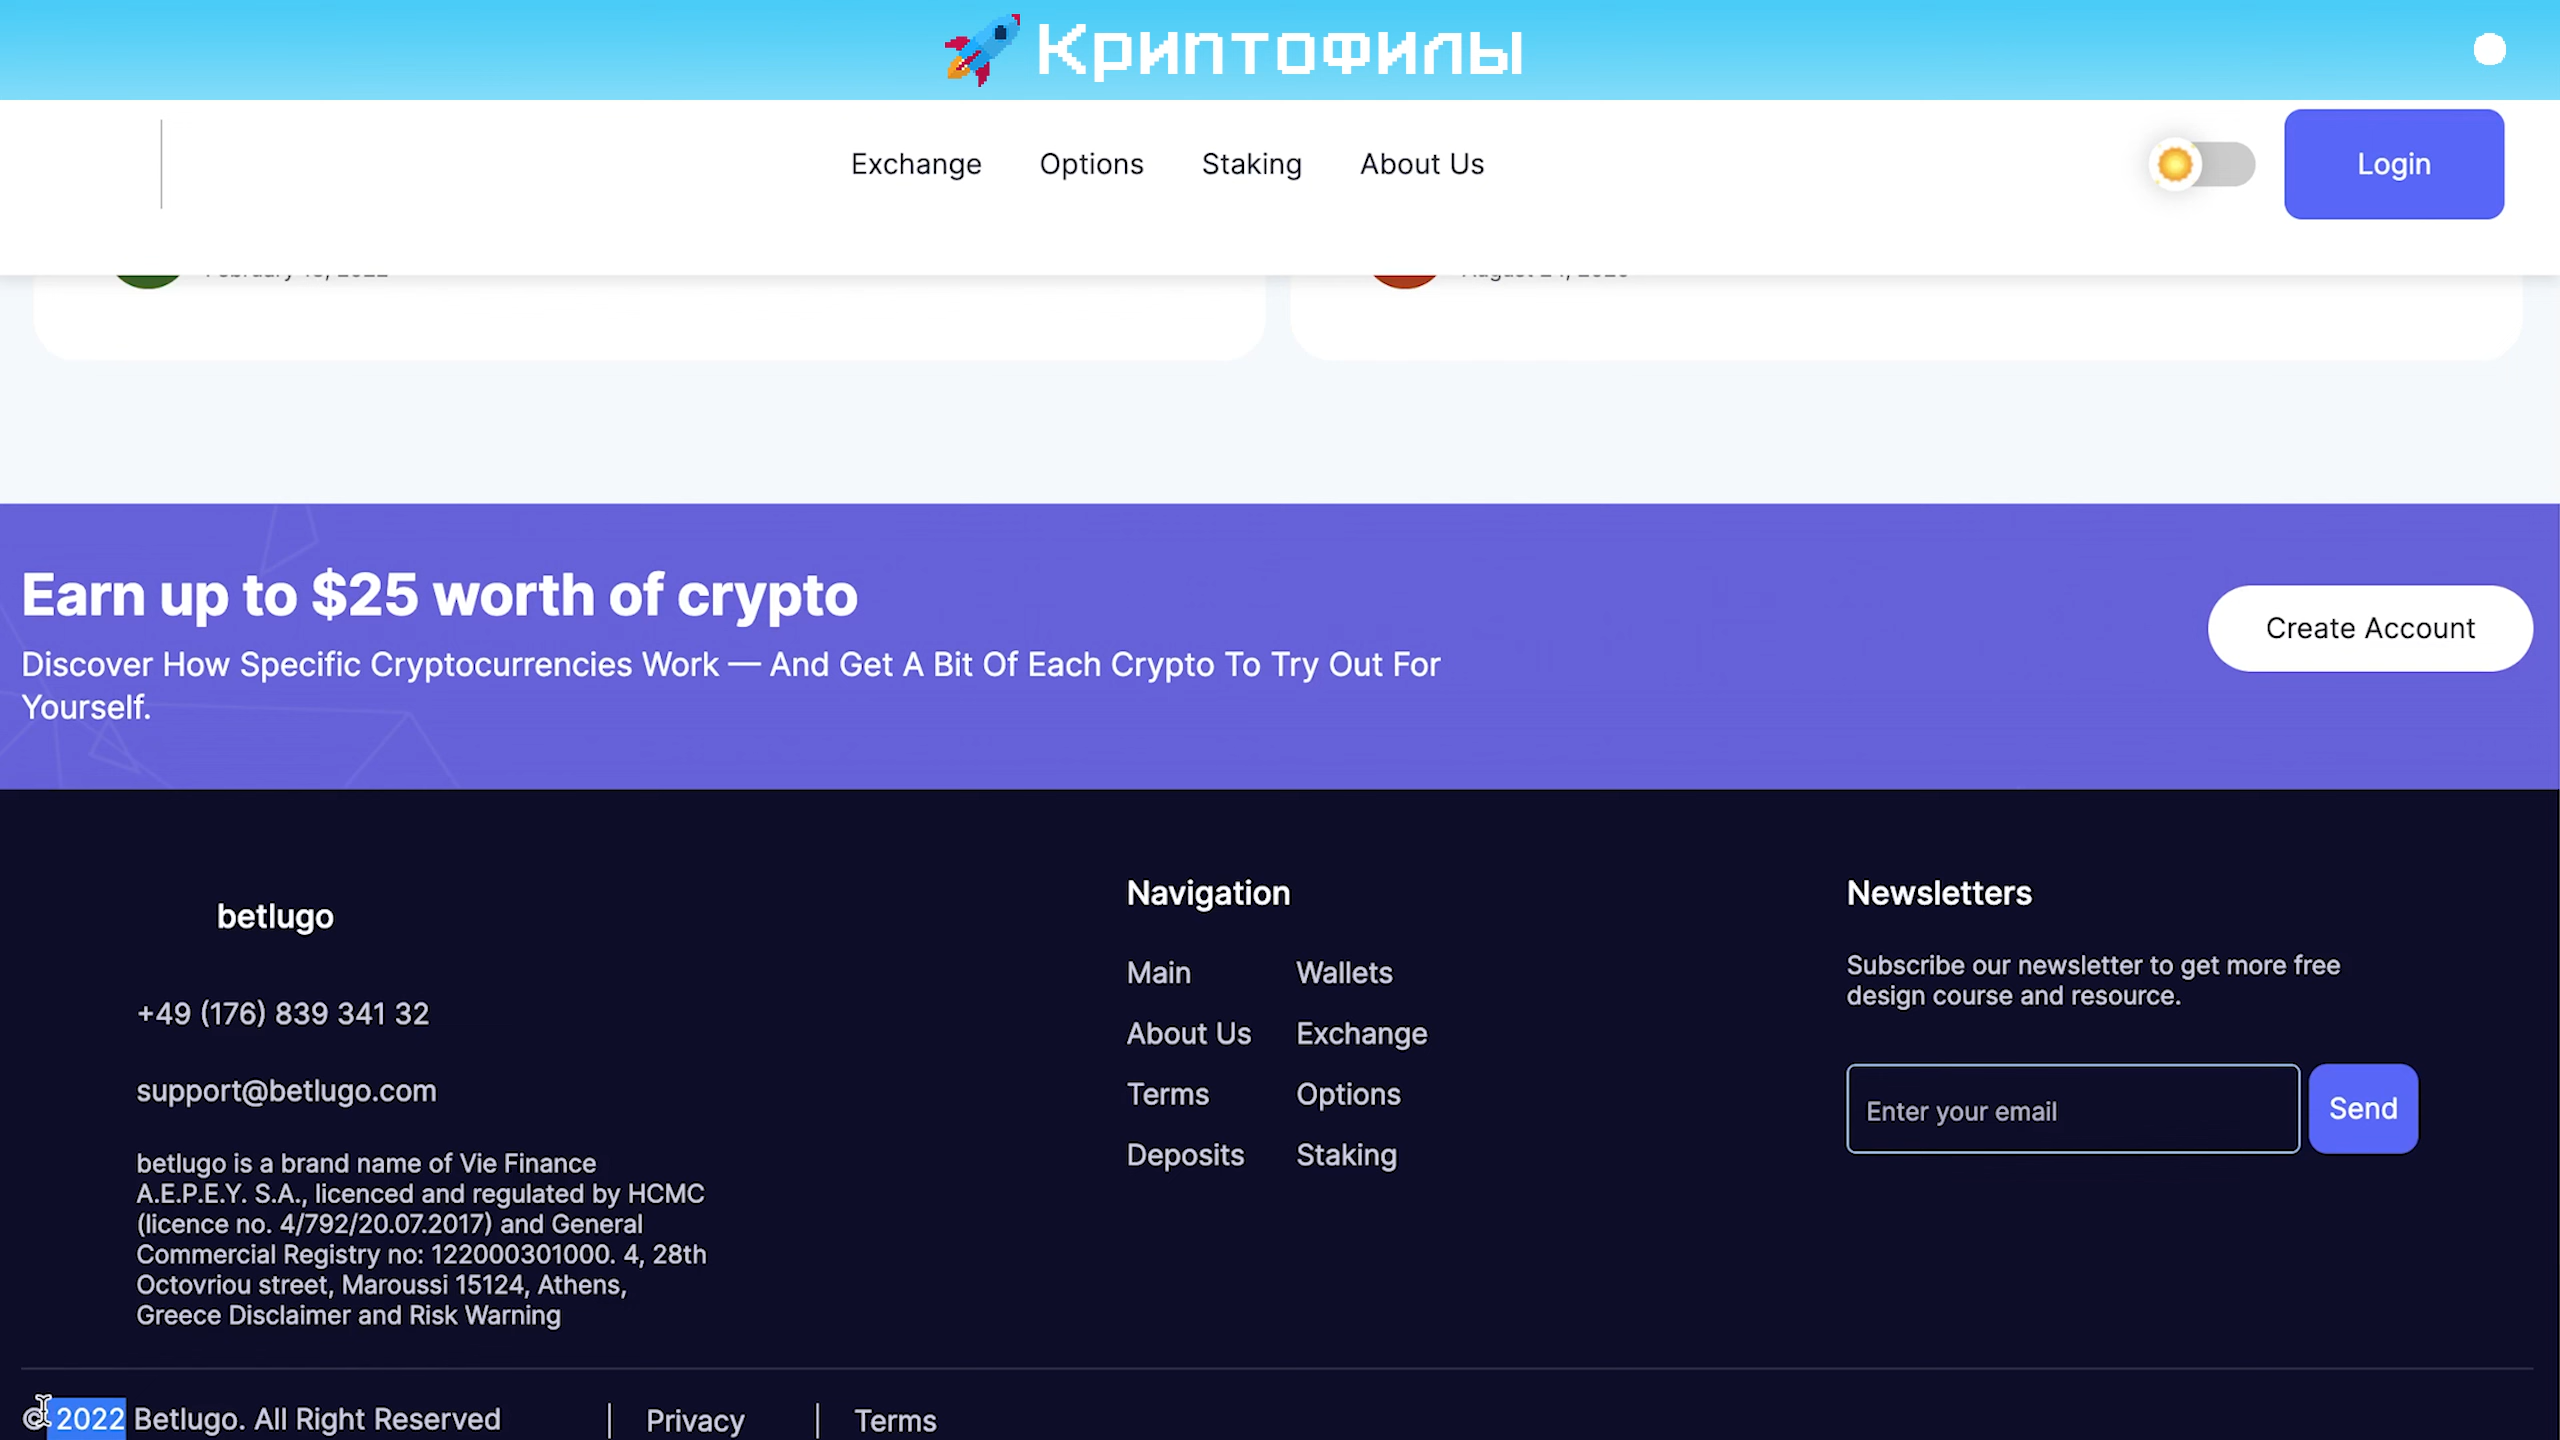 Криптофилы
Exchange Options Staking About Us
Login
Earn up to $25 worth of crypto
Discover How Specific Cryptocurrencies Work — And Get A Bit Of Each Crypto To Try Out For
Yourself.
Create Account
betlugo
+49 (176) 839 341 32
support@betlugo.com
betlugo is a brand name of Vie Finance
A.E.P.E.Y. S.A., licenced and regulated by HCMC
(licence no. 4/792/20.07.2017) and General
Commercial Registry no: 122000301000. 4, 28th
Octovriou street, Maroussi 15124, Athens,
Greece Disclaimer and Risk Warning
Navigation
Main Wallets
About Us Exchange
Terms Options
Deposits Staking
Newsletters
Subscribe our newsletter to get more free
design course and resource.
Enter your email
Send
© 2022 Betlugo. All Right Reserved | Privacy | Terms